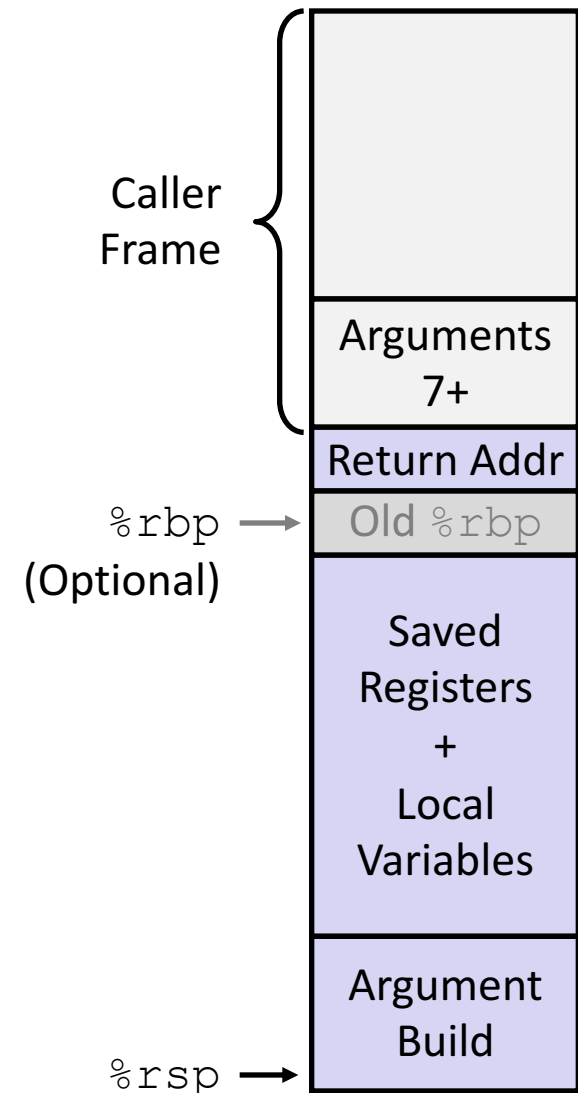 Caller
Frame
Arguments
7+
Return Addr
%rbp
Old %rbp
(Optional)
Saved
Registers
+
Local
Variables
Argument
Build
%rsp